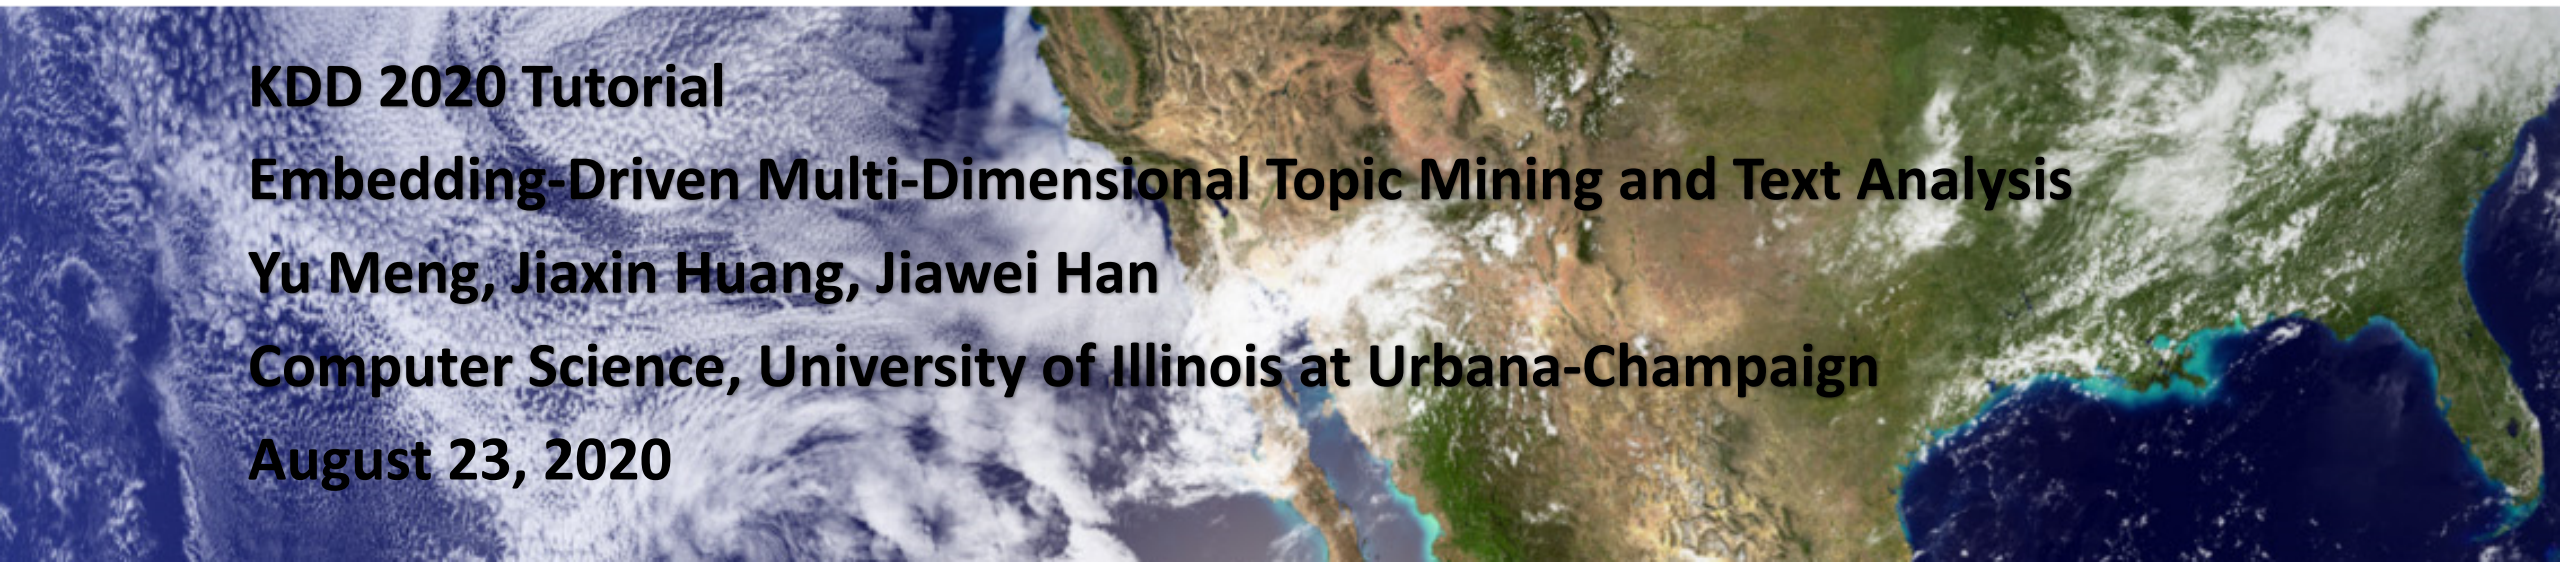 KDD 2020 Tutorial
Embedding-Driven Multi-Dimensional Topic Mining and Text Analysis
Yu Meng, Jiaxin Huang, Jiawei Han
Computer Science, University of Illinois at Urbana-Champaign
August 23, 2020